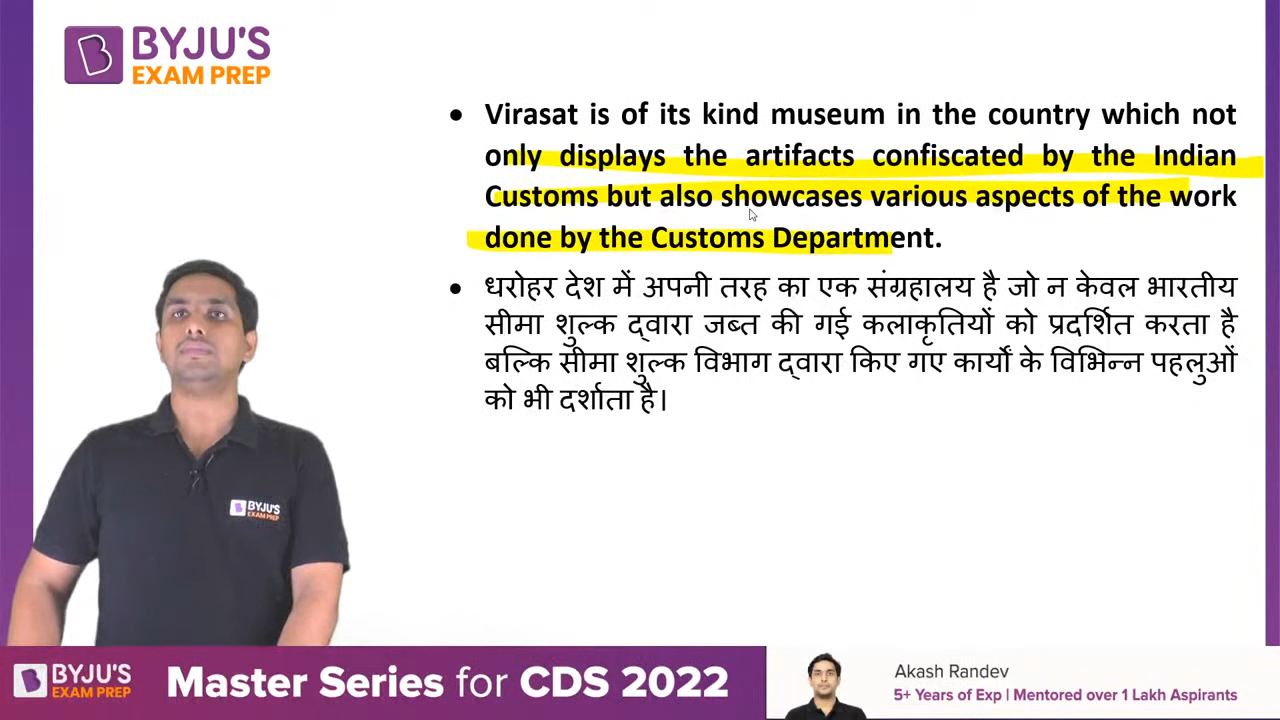 BYJU'S
EXAM PREP
• Virasat is of its kind museum in the country which not
only displays the artifacts confiscated by the Indian
Customs but also showcases various aspects of the work
done by the Customs Department.
• धरोहर देश में अपनी तरह का एक संग्रहालय है जो न केवल भारतीय
सीमा शुल्क द्वारा जब्त की गई कलाकृतियों को प्रदर्शित करता है
बल्कि सीमा शुल्क विभाग द्वारा किए गए कार्यों के विभिन्न पहलुओं
को भी दर्शाता है।
BYJU'S
EXAM PREP
BYJU'S
EXAM PREP
Master Series for CDS 2022
Akash Randev
5+ Years of Exp | Mentored over 1 Lakh Aspirants